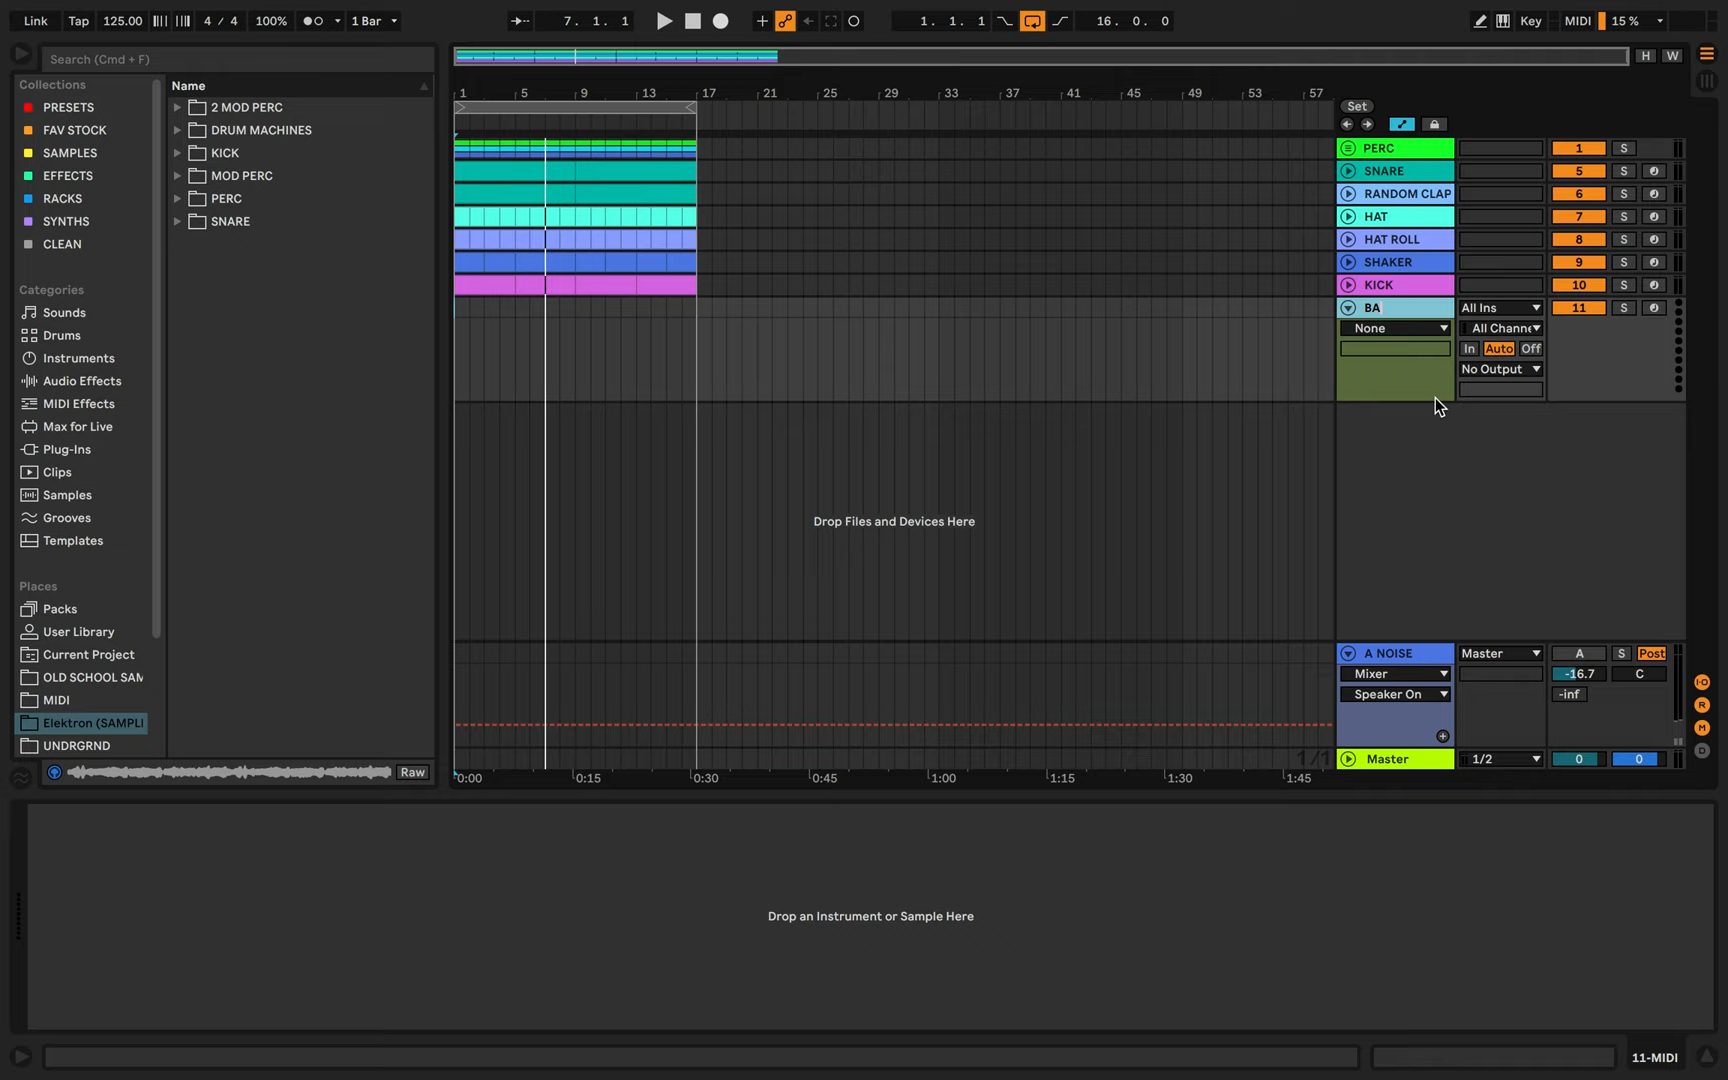 Link Tap 125.00 4 / 4 100% 1 Bar 7. 1. 1 1. 1. 1 16. 0. 0 Key MIDI 15 %
Search (Cmd + F)
H W
Collections
Name
PRESETS
FAV STOCK
SAMPLES
EFFECTS
RACKS
SYNTHS
CLEAN
Categories
Sounds
Drums
Instruments
Audio Effects
MIDI Effects
Max for Live
Plug-Ins
Clips
Samples
Grooves
Templates
Places
Packs
User Library
Current Project
OLD SCHOOL SAM
MIDI
Elektron (SAMPLI
UNDRGRND
2 MOD PERC
DRUM MACHINES
KICK
MOD PERC
PERC
SNARE
Raw
1 5 9 13 17 21 25 29 33 37 41 45 49 53 57
Set
PERC 1 S
SNARE 5 S
RANDOM CLAP 6 S
HAT 7 S
HAT ROLL 8 S
SHAKER 9 S
KICK 10 S
BA All Ins 11 S
None All Channe
In Auto Off
No Output
Drop Files and Devices Here
A NOISE Master A S Post
Mixer -16.7 C
Speaker On -inf
1/1
Master 1/2 0 0
0:00 0:15 0:30 0:45 1:00 1:15 1:30 1:45
I·O
R
M
D
Drop an Instrument or Sample Here
11-MIDI